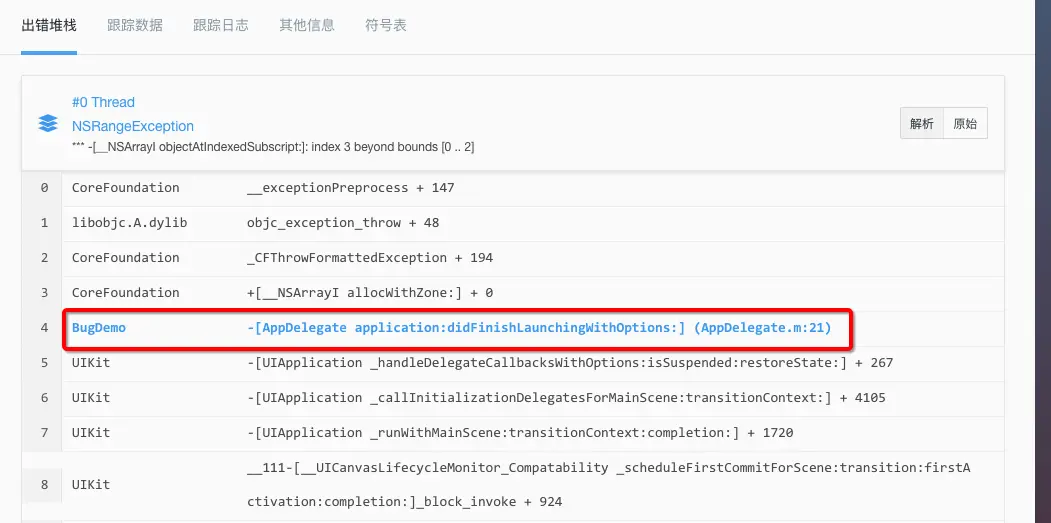 出错堆栈 跟踪数据 跟踪日志 其他信息 符号表
#0 Thread
NSRangeException
*** -[__NSArrayI objectAtIndexedSubscript:]: index 3 beyond bounds [0 .. 2]
解析 原始
0 CoreFoundation __exceptionPreprocess + 147
1 libobjc.A.dylib objc_exception_throw + 48
2 CoreFoundation _CFThrowFormattedException + 194
3 CoreFoundation +[__NSArrayI allocWithZone:] + 0
4 BugDemo -[AppDelegate application:didFinishLaunchingWithOptions:] (AppDelegate.m:21)
5 UIKit -[UIApplication _handleDelegateCallbacksWithOptions:isSuspended:restoreState:] + 267
6 UIKit -[UIApplication _callInitializationDelegatesForMainScene:transitionContext:] + 4105
7 UIKit -[UIApplication _runWithMainScene:transitionContext:completion:] + 1720
8 UIKit __111-[__UICanvasLifecycleMonitor_Compatability _scheduleFirstCommitForScene:transition:firstA
ctivation:completion:]_block_invoke + 924